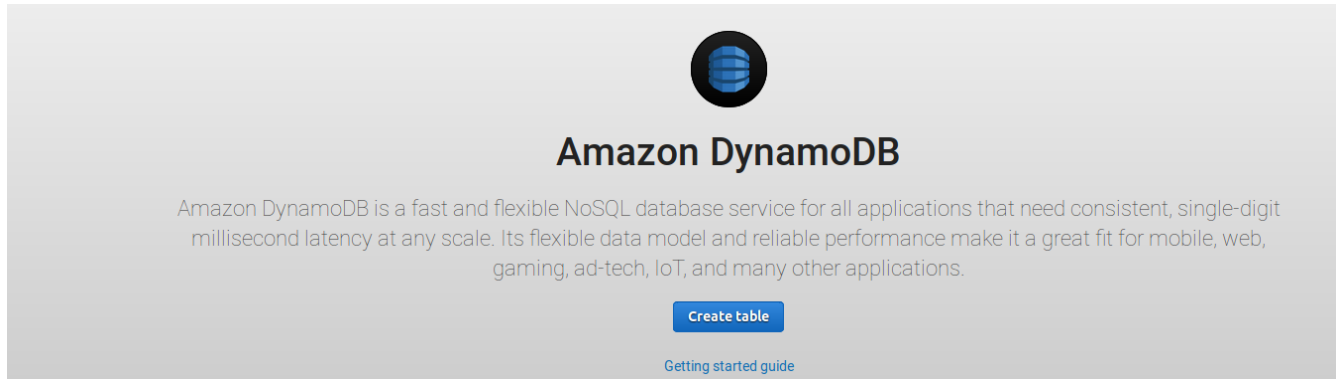 Amazon DynamoDB
Amazon DynamoDB is a fast and flexible NoSQL database service for all applications that need consistent, single-digit
millisecond latency at any scale. Its flexible data model and reliable performance make it a great fit for mobile, web,
gaming, ad-tech, IoT, and many other applications.
Create table
Getting started guide